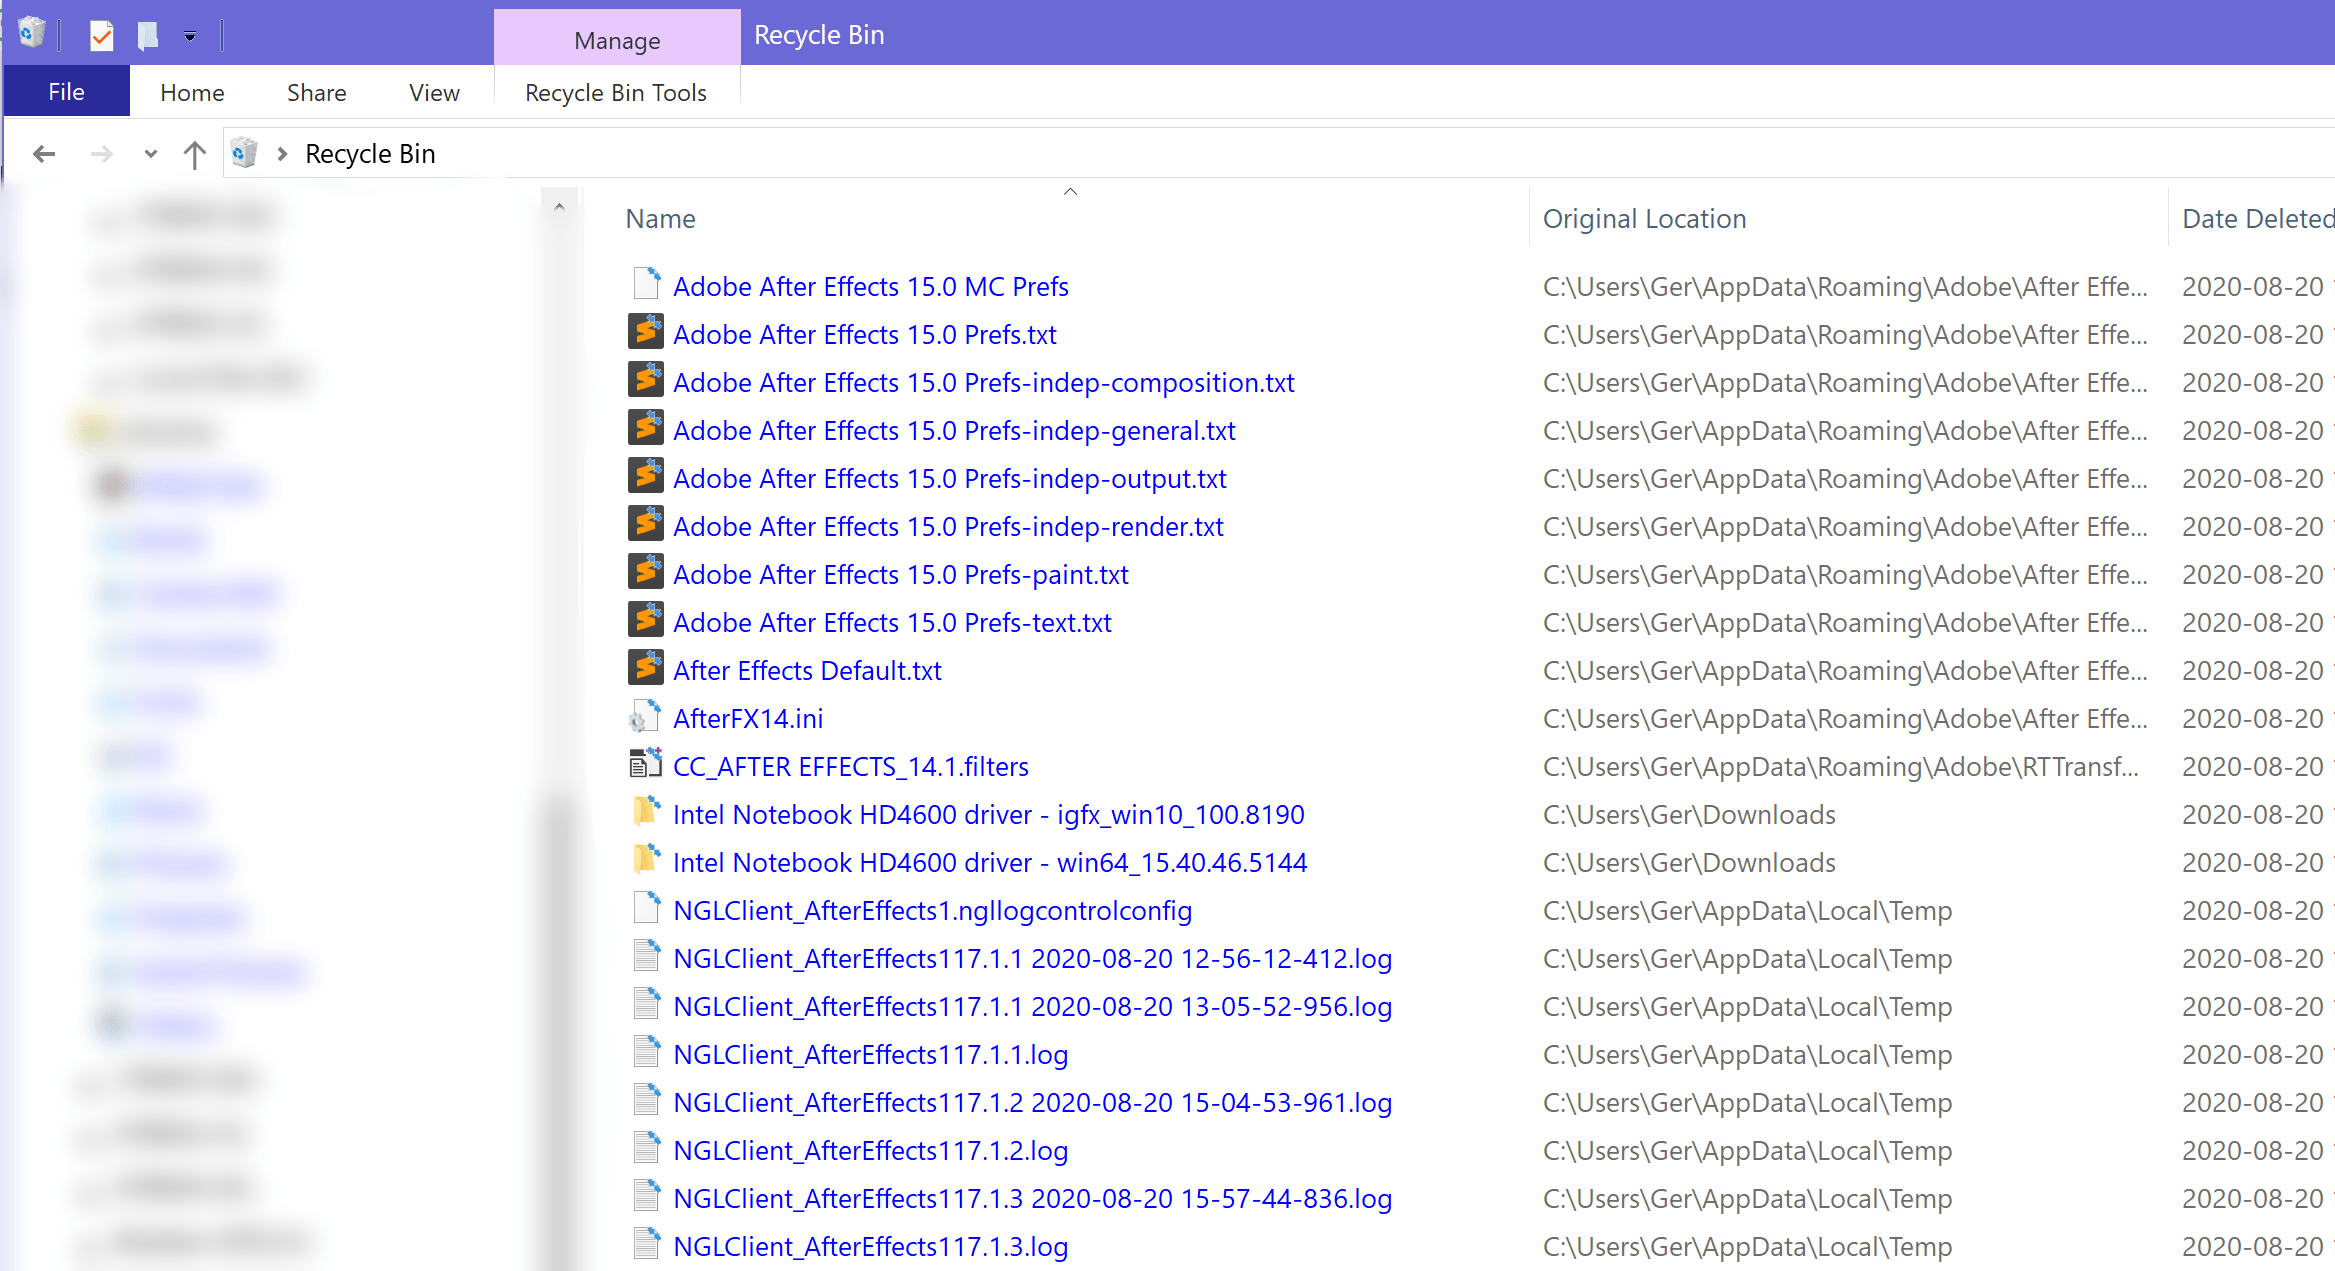 Manage Recycle Bin
File Home Share View Recycle Bin Tools
Recycle Bin
Name Original Location Date Deleted
Adobe After Effects 15.0 MC Prefs C:\Users\Ger\AppData\Roaming\Adobe\After Effe... 2020-08-20
Adobe After Effects 15.0 Prefs.txt C:\Users\Ger\AppData\Roaming\Adobe\After Effe... 2020-08-20
Adobe After Effects 15.0 Prefs-indep-composition.txt C:\Users\Ger\AppData\Roaming\Adobe\After Effe... 2020-08-20
Adobe After Effects 15.0 Prefs-indep-general.txt C:\Users\Ger\AppData\Roaming\Adobe\After Effe... 2020-08-20
Adobe After Effects 15.0 Prefs-indep-output.txt C:\Users\Ger\AppData\Roaming\Adobe\After Effe... 2020-08-20
Adobe After Effects 15.0 Prefs-indep-render.txt C:\Users\Ger\AppData\Roaming\Adobe\After Effe... 2020-08-20
Adobe After Effects 15.0 Prefs-paint.txt C:\Users\Ger\AppData\Roaming\Adobe\After Effe... 2020-08-20
Adobe After Effects 15.0 Prefs-text.txt C:\Users\Ger\AppData\Roaming\Adobe\After Effe... 2020-08-20
After Effects Default.txt C:\Users\Ger\AppData\Roaming\Adobe\After Effe... 2020-08-20
AfterFX14.ini C:\Users\Ger\AppData\Roaming\Adobe\After Effe... 2020-08-20
CC_AFTER EFFECTS_14.1.filters C:\Users\Ger\AppData\Roaming\Adobe\RTTransf... 2020-08-20
Intel Notebook HD4600 driver - igfx_win10_100.8190 C:\Users\Ger\Downloads 2020-08-20
Intel Notebook HD4600 driver - win64_15.40.46.5144 C:\Users\Ger\Downloads 2020-08-20
NGLClient_AfterEffects1.ngllogcontrolconfig C:\Users\Ger\AppData\Local\Temp 2020-08-20
NGLClient_AfterEffects117.1.1 2020-08-20 12-56-12-412.log C:\Users\Ger\AppData\Local\Temp 2020-08-20
NGLClient_AfterEffects117.1.1 2020-08-20 13-05-52-956.log C:\Users\Ger\AppData\Local\Temp 2020-08-20
NGLClient_AfterEffects117.1.1.log C:\Users\Ger\AppData\Local\Temp 2020-08-20
NGLClient_AfterEffects117.1.2 2020-08-20 15-04-53-961.log C:\Users\Ger\AppData\Local\Temp 2020-08-20
NGLClient_AfterEffects117.1.2.log C:\Users\Ger\AppData\Local\Temp 2020-08-20
NGLClient_AfterEffects117.1.3 2020-08-20 15-57-44-836.log C:\Users\Ger\AppData\Local\Temp 2020-08-20
NGLClient_AfterEffects117.1.3.log C:\Users\Ger\AppData\Local\Temp 2020-08-20